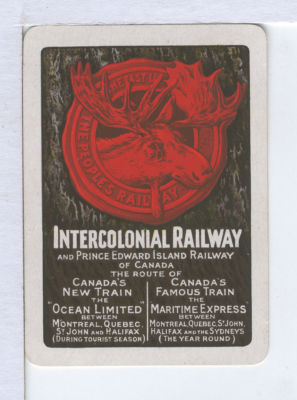 THE PEOPLE'S RAILWAY
INTERCOLONIAL RAILWAY
AND PRINCE EDWARD ISLAND RAILWAY
OF CANADA
THE ROUTE OF
CANADA'S
NEW TRAIN
THE
"OCEAN LIMITED"
BETWEEN
MONTREAL, QUEBEC,
ST JOHN AND HALIFAX
(DURING TOURIST SEASON)
CANADA'S
FAMOUS TRAIN
THE
"MARITIME EXPRESS"
BETWEEN
MONTREAL, QUEBEC, ST JOHN,
HALIFAX AND THE SYDNEYS
(THE YEAR ROUND)